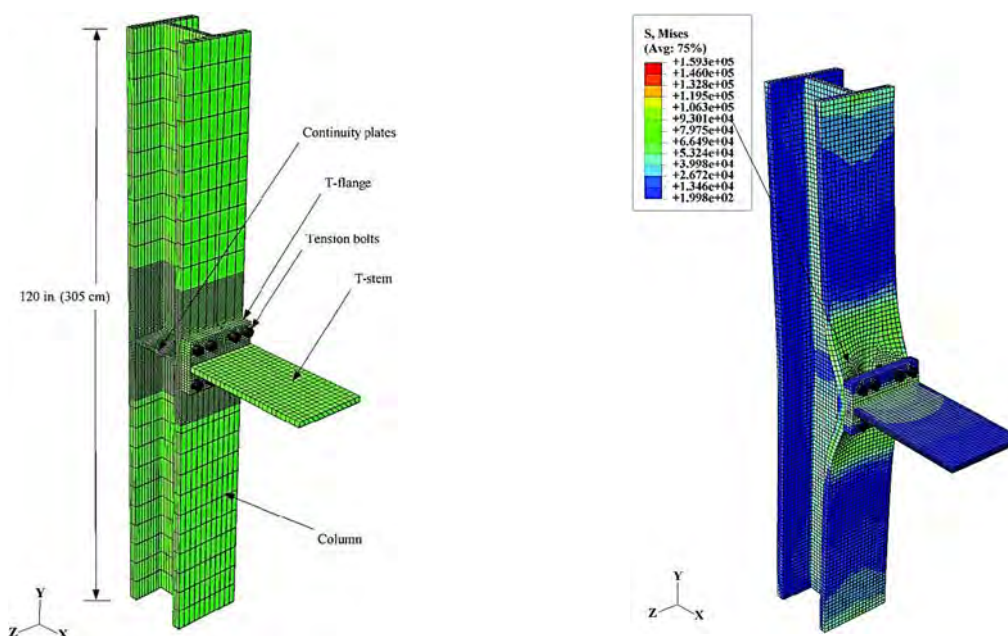 Continuity plates
T-flange
Tension bolts
120 in. (305 cm)
T-stem
Column
Y
Z
X
S, Mises
(Avg: 75%)
+1.593e+05
+1.460e+05
+1.328e+05
+1.195e+05
+1.063e+05
+9.301e+04
+7.975e+04
+6.649e+04
+5.324e+04
+3.998e+04
+2.672e+04
+1.346e+04
+1.998e+02
Y
Z
X